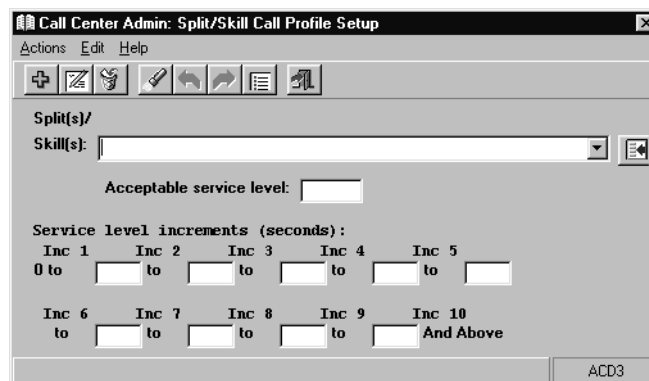 Call Center Admin: Split/Skill Call Profile Setup
Actions Edit Help
Split(s)/
Skill(s):
Acceptable service level:
Service level increments (seconds):
Inc 1 Inc 2 Inc 3 Inc 4 Inc 5
0 to to to to to
Inc 6 Inc 7 Inc 8 Inc 9 Inc 10
to to to to And Above
ACD3